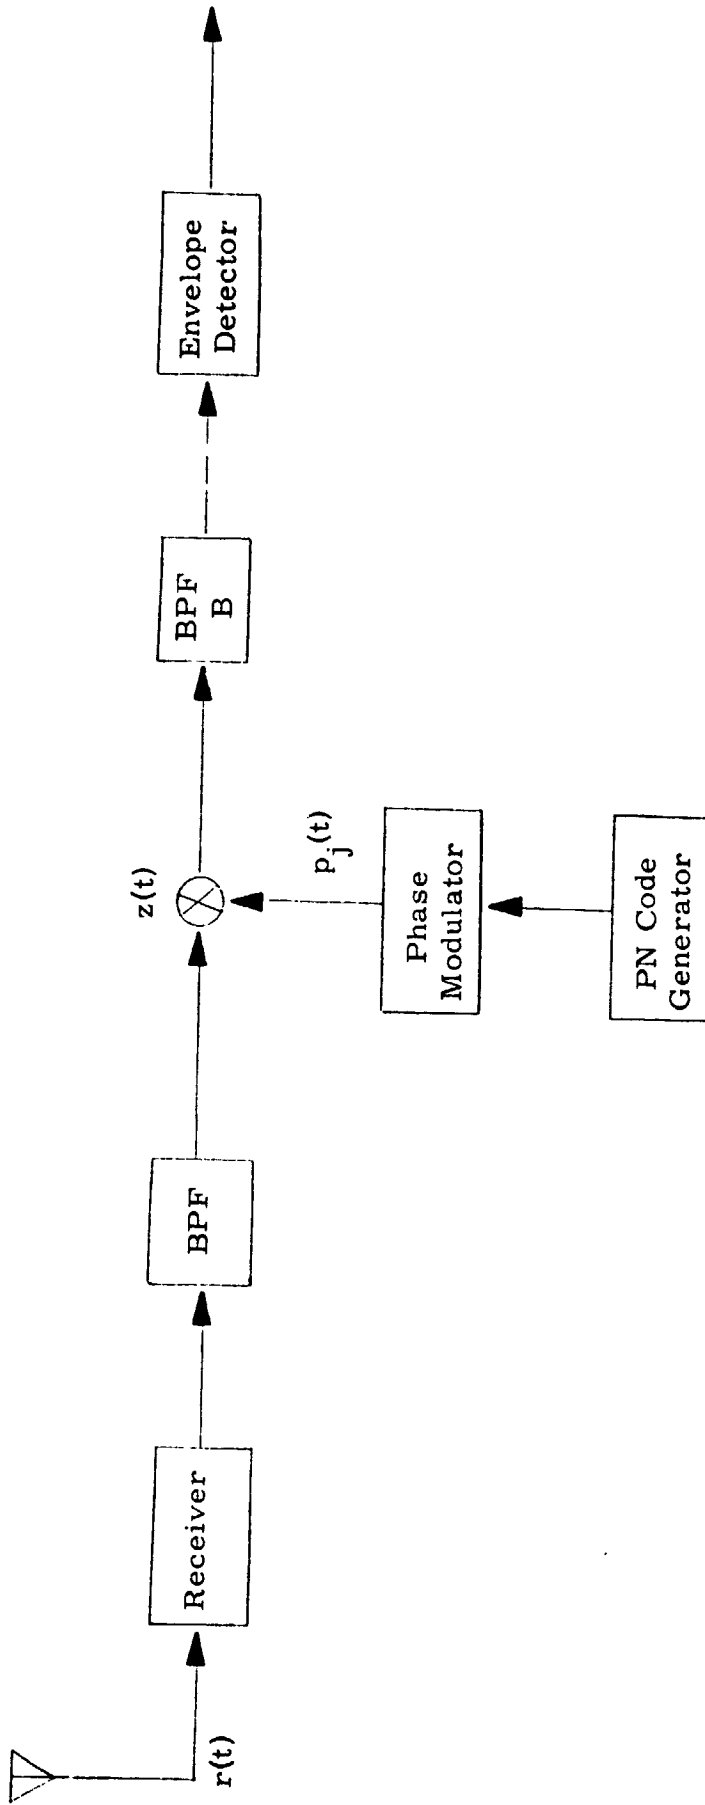 r(t)
Receiver
BPF
z(t)
BPF
B
Envelope
Detector
p_j(t)
Phase
Modulator
PN Code
Generator